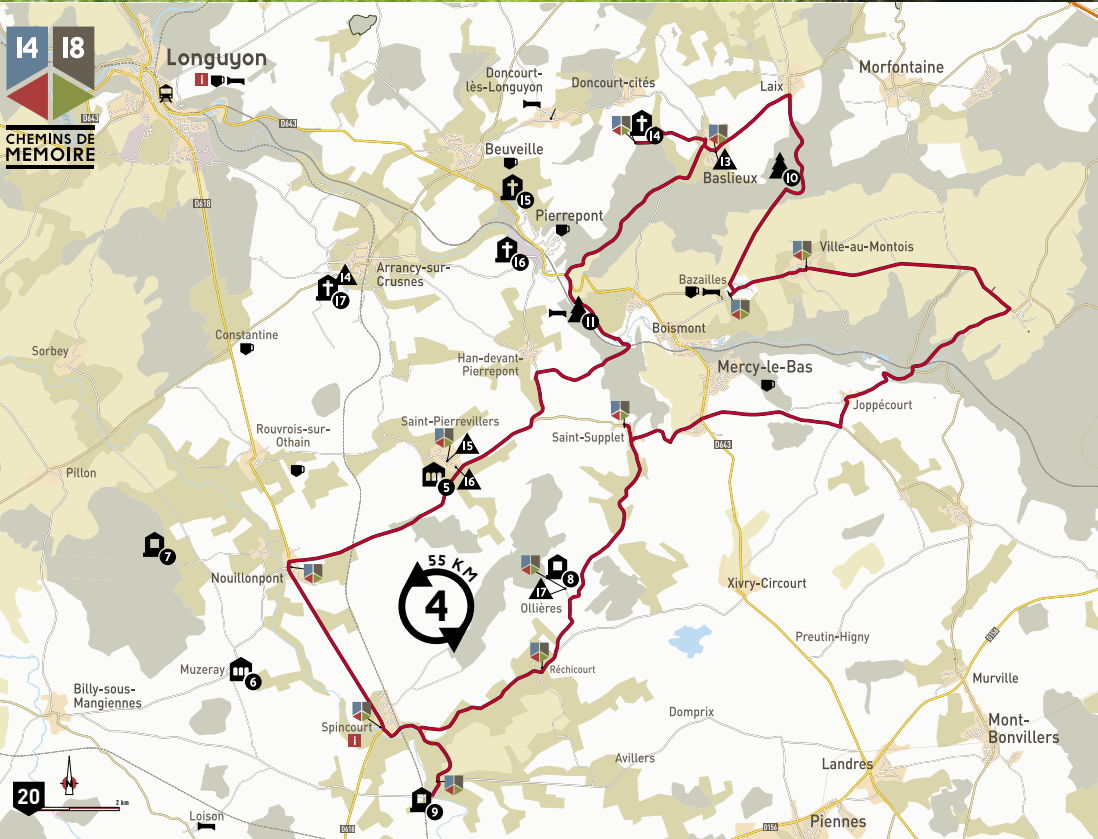 14 18
CHEMINS DE
MEMOIRE
Longuyon
i
D643
D643
D618
Doncourt-
lès-Longuyon
Doncourt-cités
Laix
Morfontaine
14
13
Baslieux
10
Beuveille
15
Pierrepont
16
Ville-au-Montois
Bazailles
14
Arrancy-sur-
Crusnes
17
11
Boismont
Constantine
Sorbey
Han-devant-
Pierrepont
Mercy-le-Bas
Joppécourt
Saint-Pierrevillers
15
Saint-Supplet
D643
Rouvrois-sur-
Othain
5
16
Pillon
7
Nouillonpont
55 KM
4
8
17
Ollières
Xivry-Circourt
Preutin-Higny
D156
Réchicourt
Muzeray
6
Murville
Billy-sous-
Mangiennes
Spincourt
i
Domprix
Mont-
Bonvillers
Avillers
Landres
N
20
2 km
9
Loison
D618
D156
Piennes